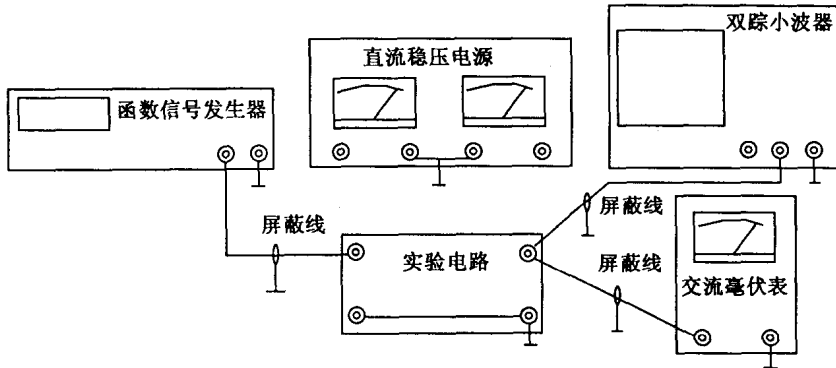 双踪小波器
直流稳压电源
函数信号发生器
屏蔽线
屏蔽线
实验电路
屏蔽线
交流毫伏表